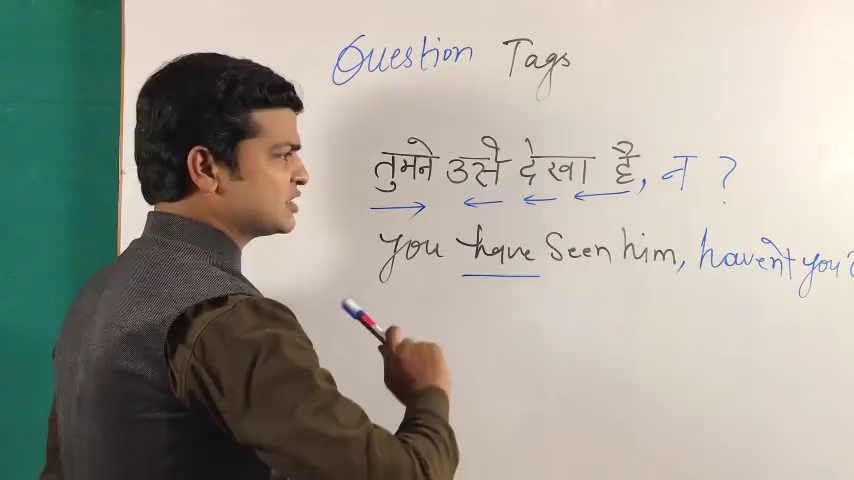 Question Tags
तुमने उसे देखा है, न ?
you have seen him, haven't you?